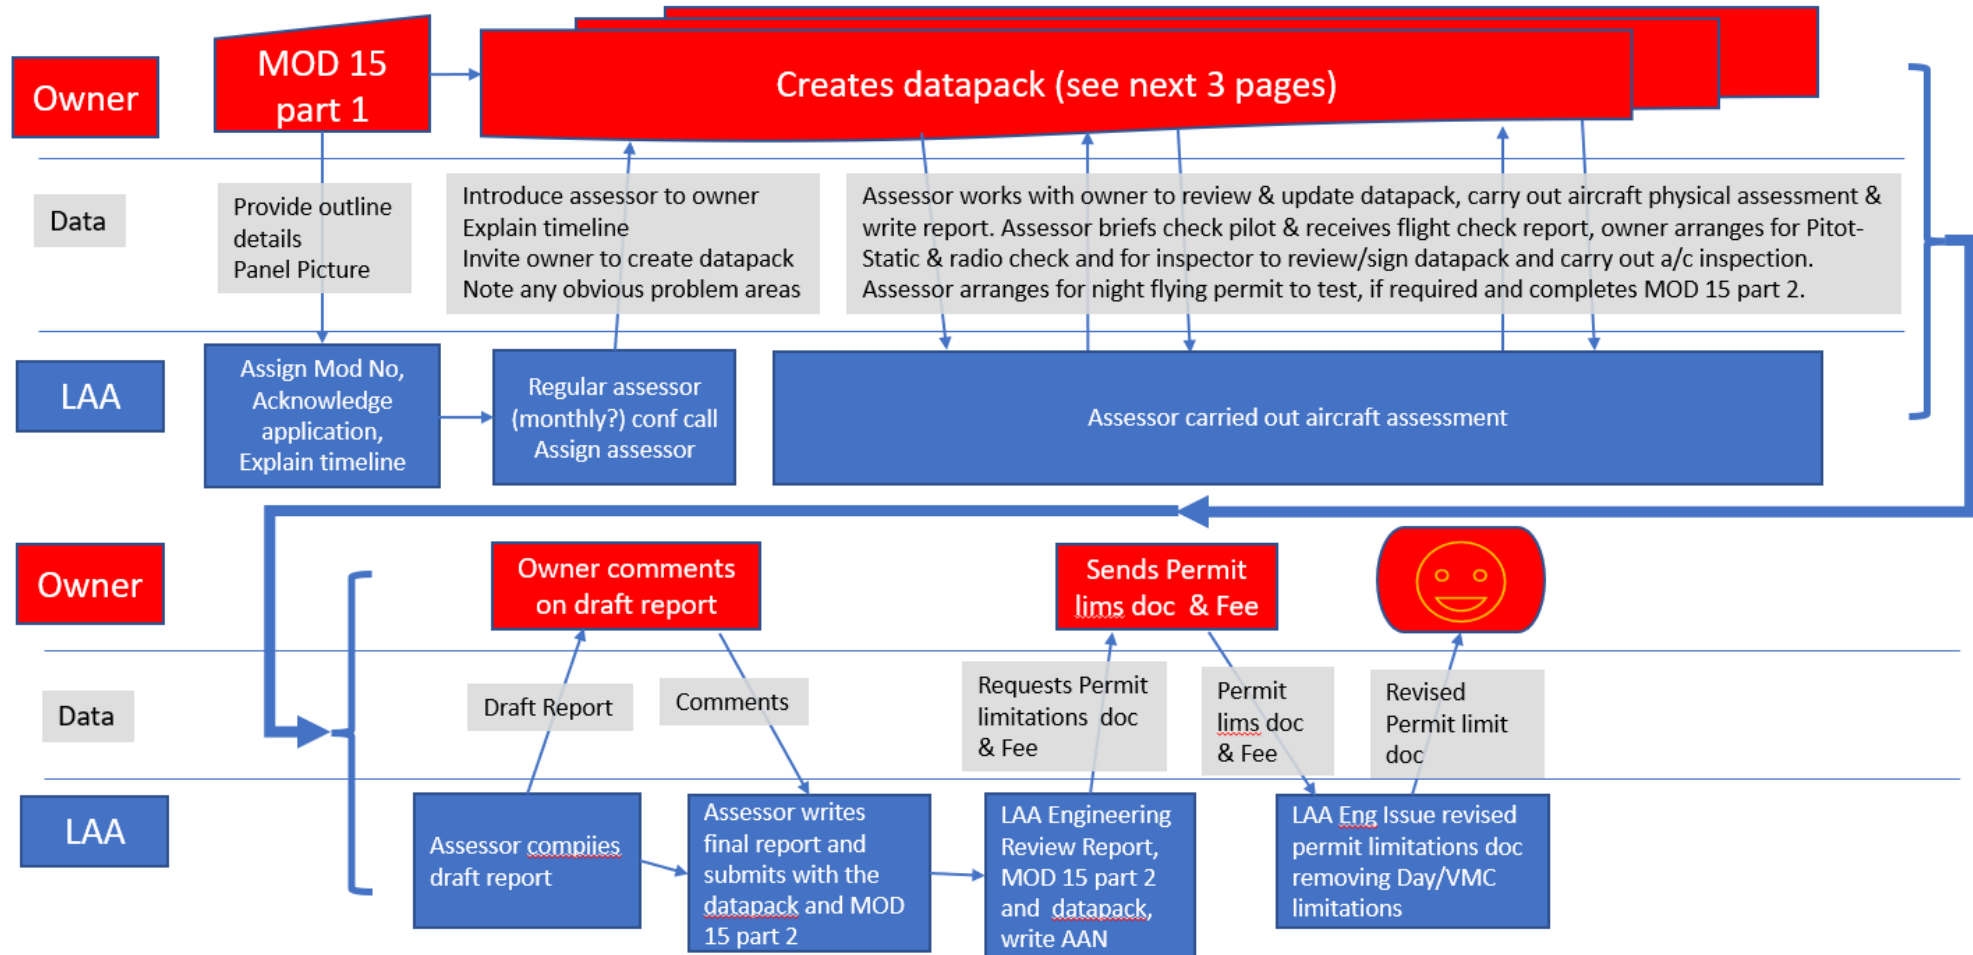 Owner
MOD 15
part 1
Creates datapack (see next 3 pages)
Data
Provide outline
details
Panel Picture
Introduce assessor to owner
Explain timeline
Invite owner to create datapack
Note any obvious problem areas
Assessor works with owner to review & update datapack, carry out aircraft physical assessment &
write report. Assessor briefs check pilot & receives flight check report, owner arranges for Pitot-
Static & radio check and for inspector to review/sign datapack and carry out a/c inspection.
Assessor arranges for night flying permit to test, if required and completes MOD 15 part 2.
LAA
Assign Mod No,
Acknowledge
application,
Explain timeline
Regular assessor
(monthly?) conf call
Assign assessor
Assessor carried out aircraft assessment
Owner
Owner comments
on draft report
Sends Permit
lims doc & Fee
Data
Draft Report
Comments
Requests Permit
limitations doc
& Fee
Permit
lims doc
& Fee
Revised
Permit limit
doc
LAA
Assessor compiies
draft report
Assessor writes
final report and
submits with the
datapack and MOD
15 part 2
LAA Engineering
Review Report,
MOD 15 part 2
and datapack,
write AAN
LAA Eng Issue revised
permit limitations doc
removing Day/VMC
limitations